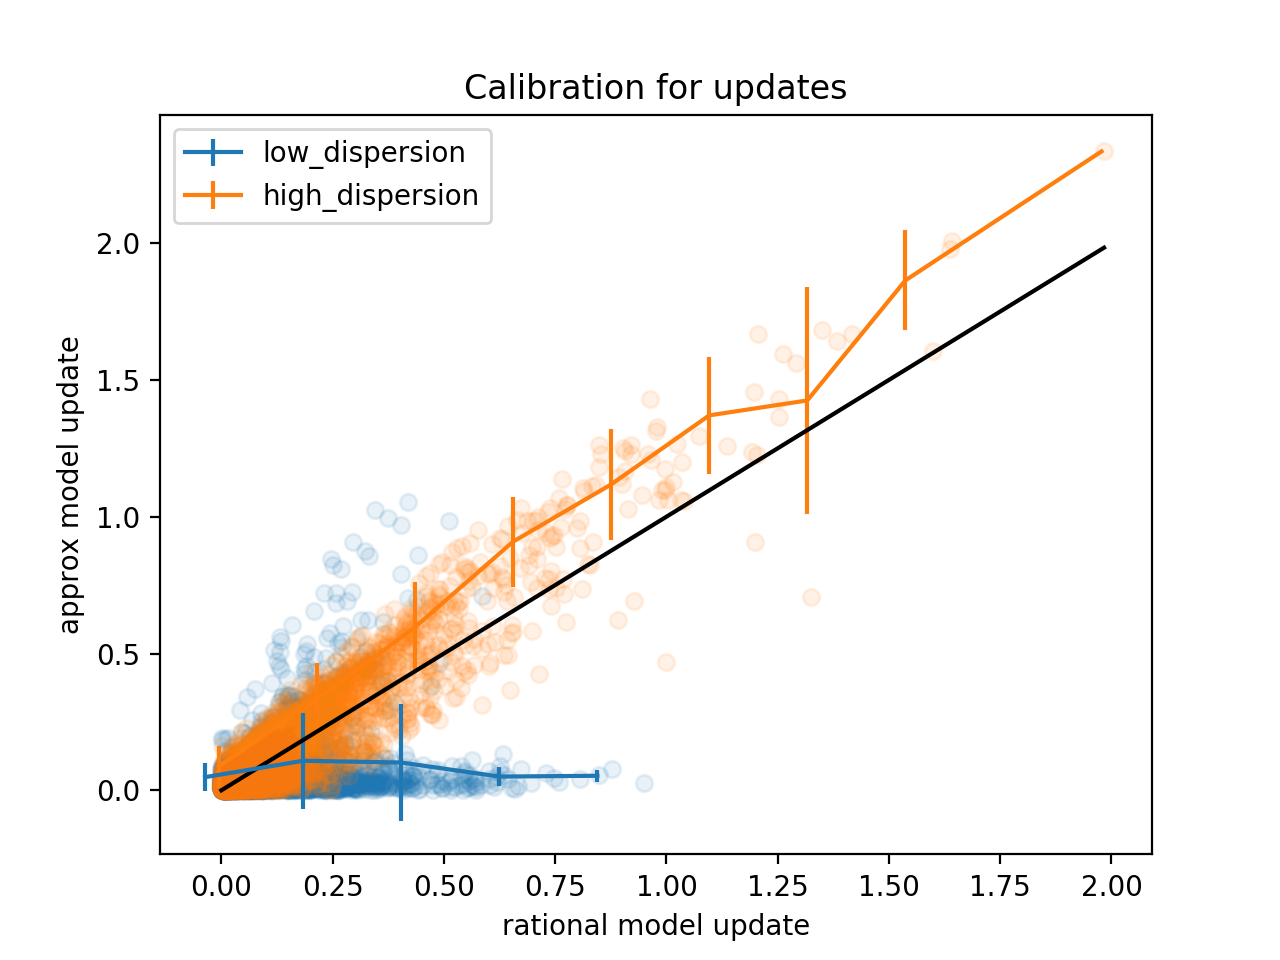 Calibration for updates
low_dispersion
high_dispersion
approx model update
2.0
1.5
1.0
0.5
0.0
0.00 0.25 0.50 0.75 1.00 1.25 1.50 1.75 2.00
rational model update